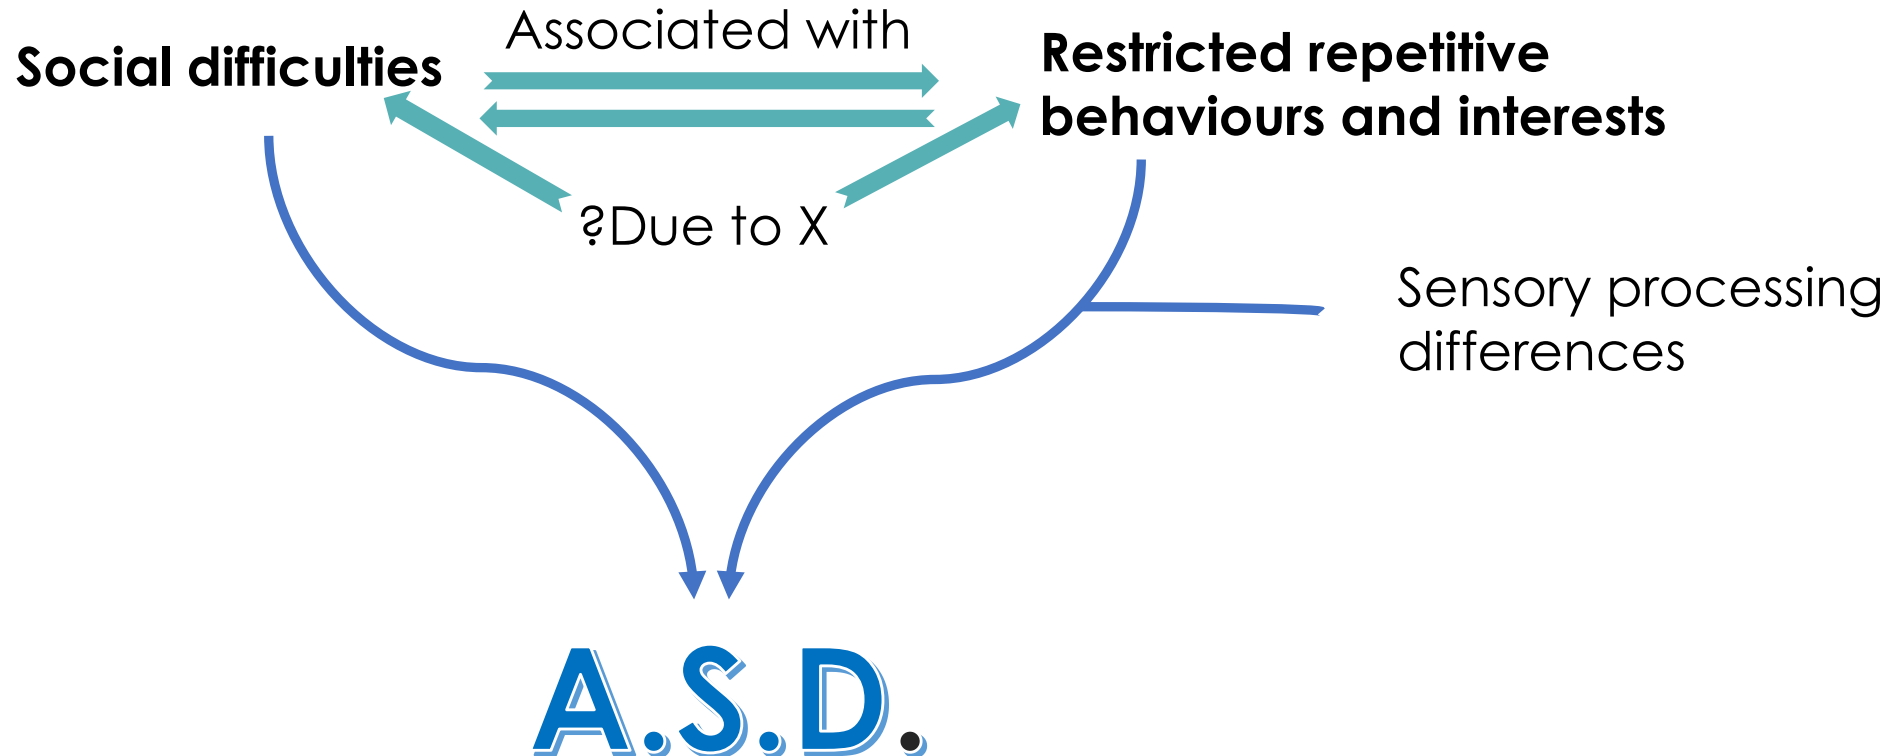 Associated with
Social difficulties
Restricted repetitive
behaviours and interests
?Due to X
Sensory processing
differences
A.S.D.